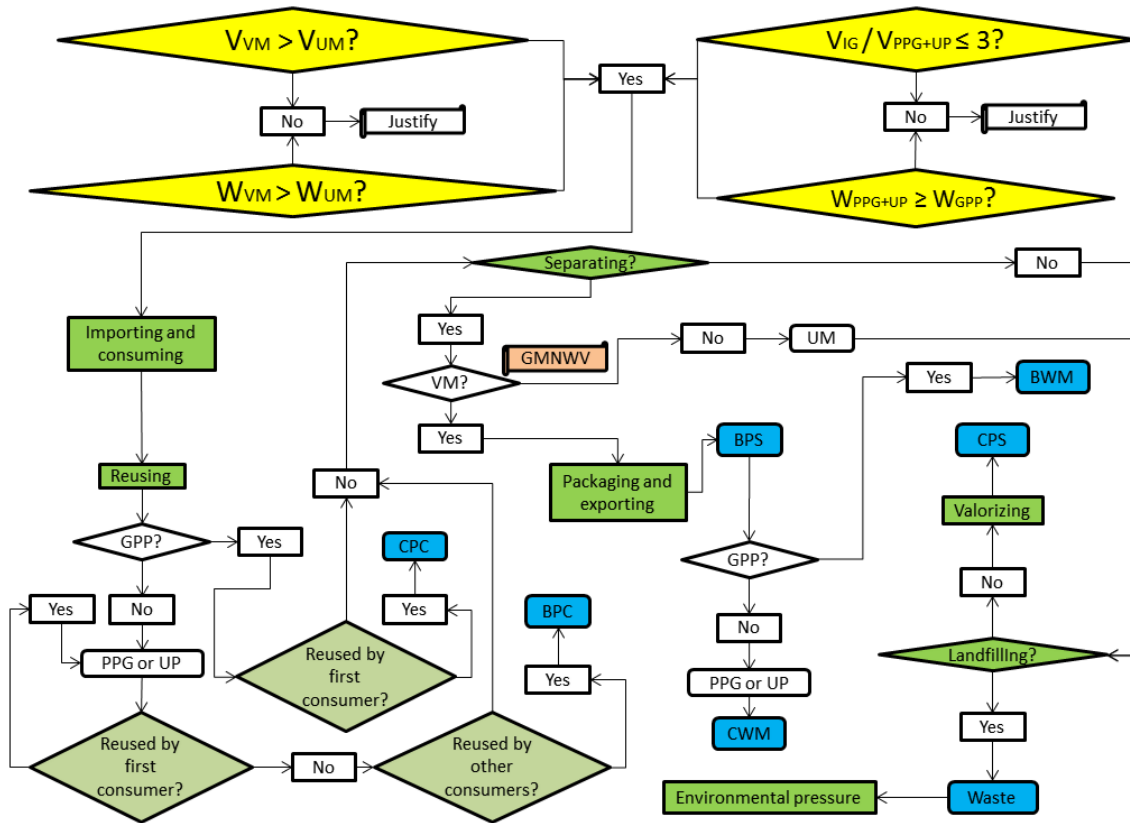 VVM > VUM?
VIG / VPPG+UP ≤ 3?
Yes
No
Justify
No
Justify
WVM > WUM?
WPPG+UP ≥ WGPP?
Separating?
No
Importing and
consuming
Yes
GMNWV
No
UM
VM?
Yes
BWM
Yes
BPS
CPS
Reusing
No
Packaging and
exporting
Valorizing
GPP?
Yes
CPC
GPP?
No
Yes
No
Yes
BPC
No
PPG or UP
Reused by
first
consumer?
Yes
PPG or UP
Landfilling?
CWM
Yes
Reused by
first
consumer?
No
Reused by
other
consumers?
Environmental pressure
Waste